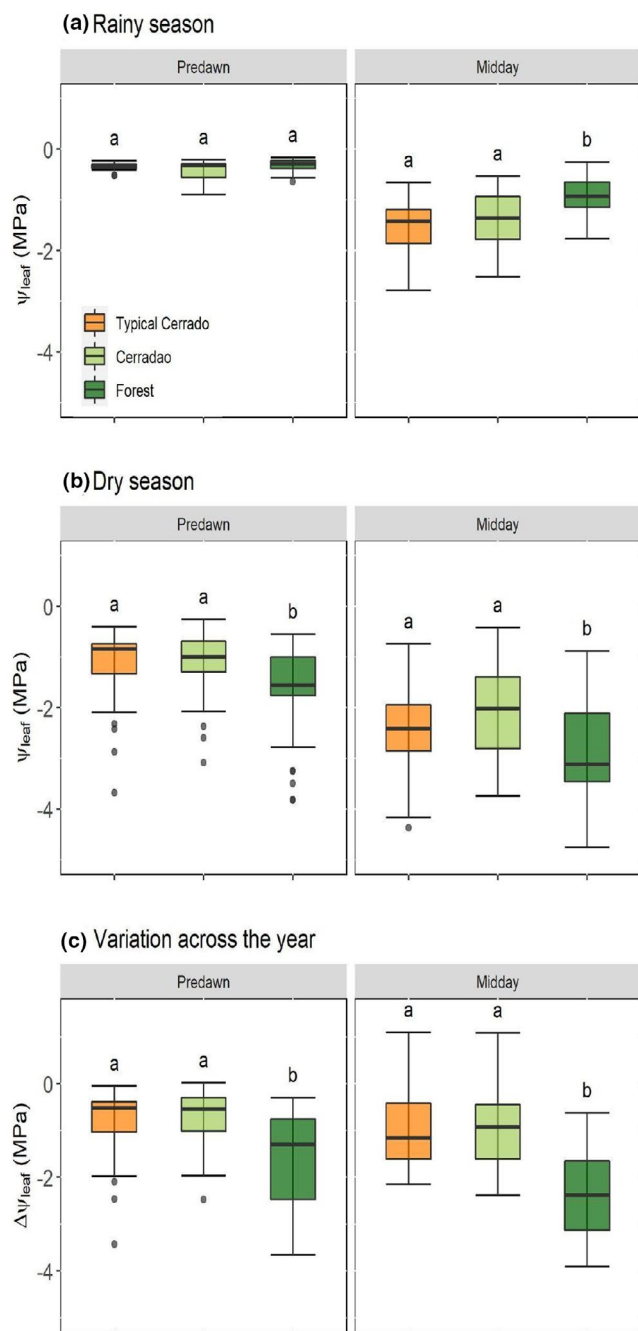 (a) Rainy season
Predawn Midday
a a a a a b
0
-2
-4
Ψleaf (MPa)
Typical Cerrado
Cerradao
Forest
(b) Dry season
Predawn Midday
a a b a a b
0
-2
-4
Ψleaf (MPa)
(c) Variation across the year
Predawn Midday
a a b a a b
0
-2
-4
ΔΨleaf (MPa)